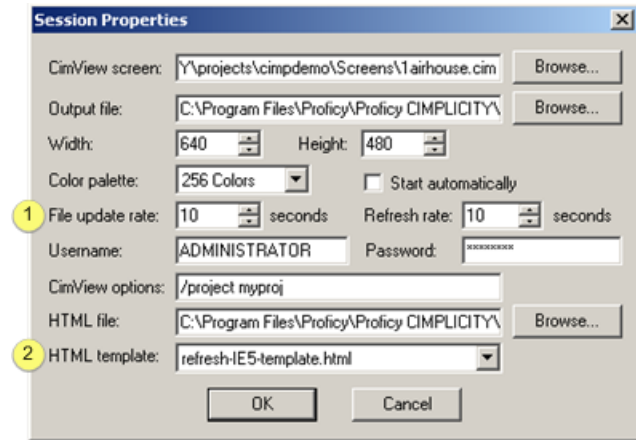 Session Properties
CimView screen: Y\projects\cimpdemo\Screens\1airhouse.cim Browse...
Output file: C:\Program Files\Proficy\Proficy CIMPLICITY\ Browse...
Width: 640 Height: 480
Color palette: 256 Colors Start automatically
1 File update rate: 10 seconds Refresh rate: 10 seconds
Username: ADMINISTRATOR Password: ********
CimView options: /project myproj
HTML file: C:\Program Files\Proficy\Proficy CIMPLICITY\ Browse...
2 HTML template: refresh-IE5-template.html
OK Cancel